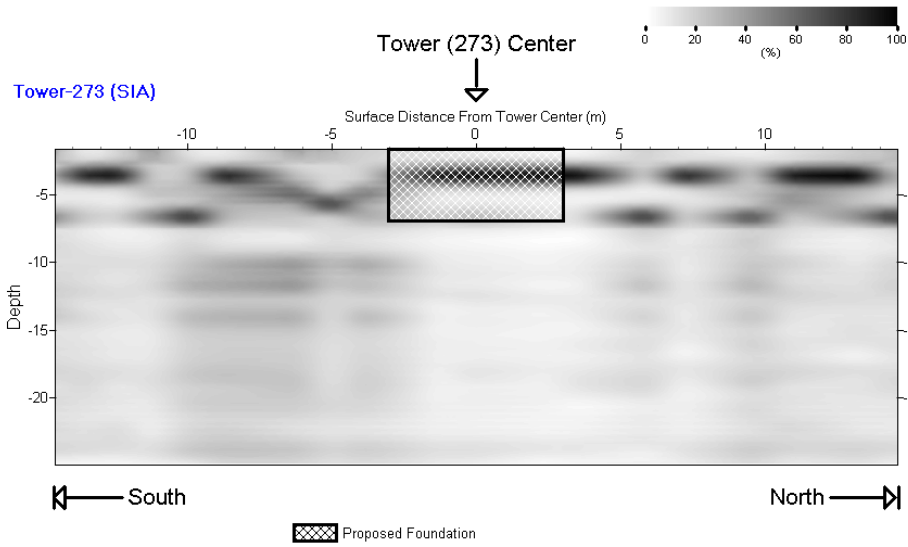 0 20 40 60 80 100
(%)
Tower (273) Center
Tower-273 (SIA)
Surface Distance From Tower Center (m)
-10 -5 0 5 10
Depth
-5
-10
-15
-20
South
North
Proposed Foundation